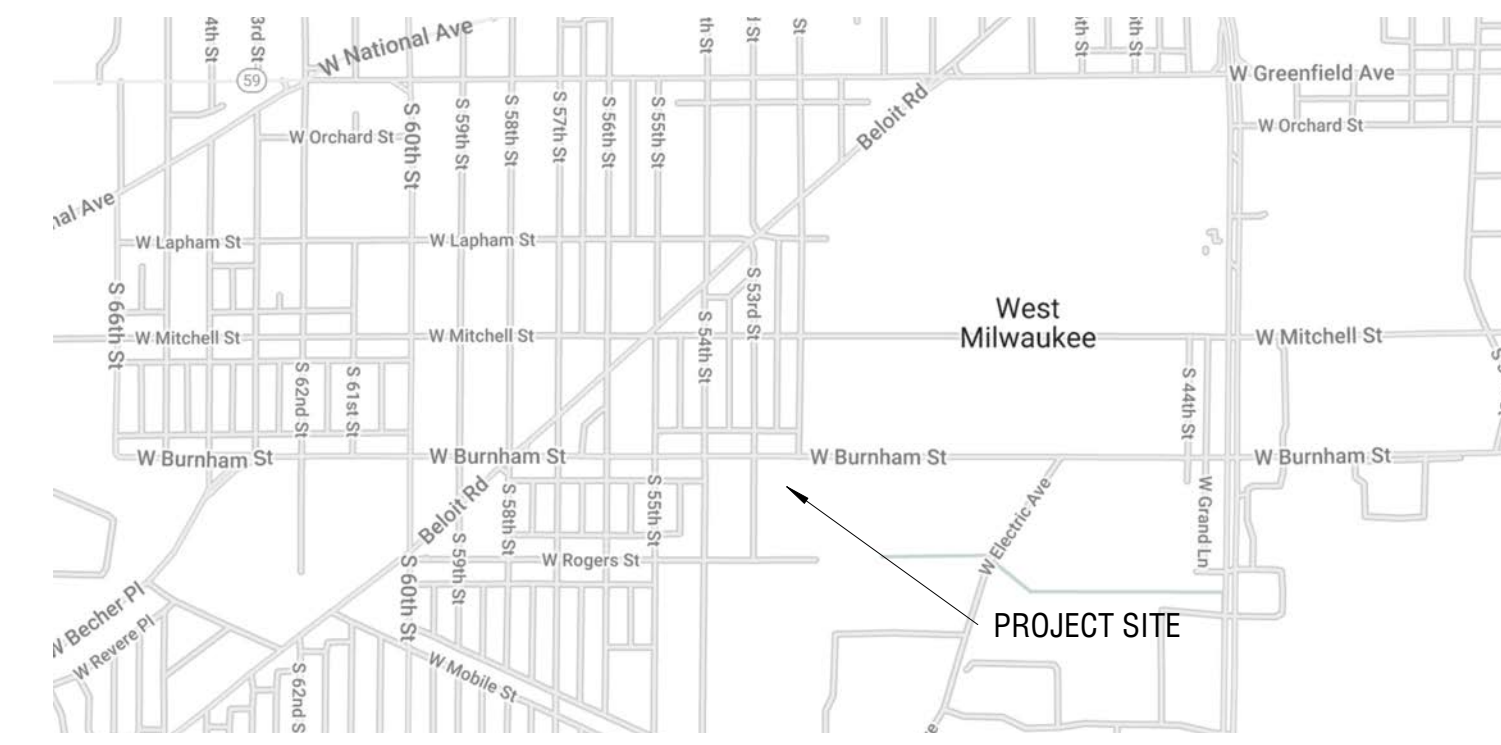 4th St
3rd St
W National Ave
th St
St
St
th St
th St
59
W Greenfield Ave
W Orchard St
S 60th St
S 59th St
S 58th St
S 57th St
S 56th St
S 55th St
Beloit Rd
W Orchard St
nal Ave
W Lapham St
W Lapham St
S 66th St
S 54th St
S 53rd St
West
Milwaukee
W Mitchell St
W Mitchell St
W Mitchell St
S 62nd St
S 61st St
S 44th St
W Burnham St
W Burnham St
W Burnham St
W Burnham St
Beloit Rd
S 58th St
S 55th St
W Electric Ave
W Grand Ln
S 59th St
S 60th St
W Rogers St
W Becher Pl
W Revere Pl
PROJECT SITE
W Mobile St
S 62nd S